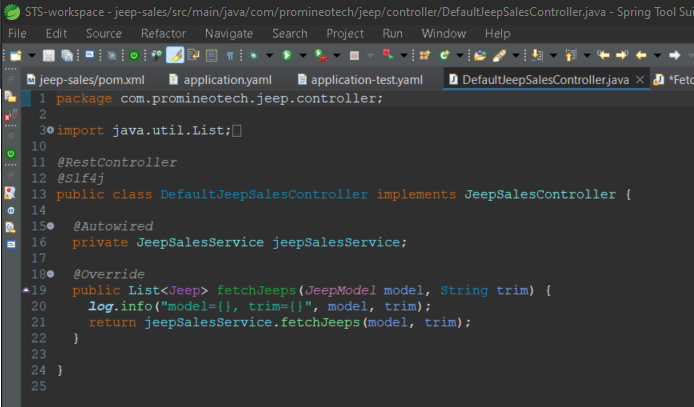 STS-workspace - jeep-sales/src/main/java/com/promineotech/jeep/controller/DefaultJeepSalesController.java - Spring Tool Sui
File Edit Source Refactor Navigate Search Project Run Window Help
jeep-sales/pom.xml application.yaml application-test.yaml DefaultJeepSalesController.java *Fetc
1 package com.promineotech.jeep.controller;
2
3 import java.util.List;
10
11 @RestController
12 @Slf4j
13 public class DefaultJeepSalesController implements JeepSalesController {
14
15 @Autowired
16 private JeepSalesService jeepSalesService;
17
18 @Override
19 public List<Jeep> fetchJeeps(JeepModel model, String trim) {
20 log.info("model={}, trim={}", model, trim);
21 return jeepSalesService.fetchJeeps(model, trim);
22 }
23
24 }
25